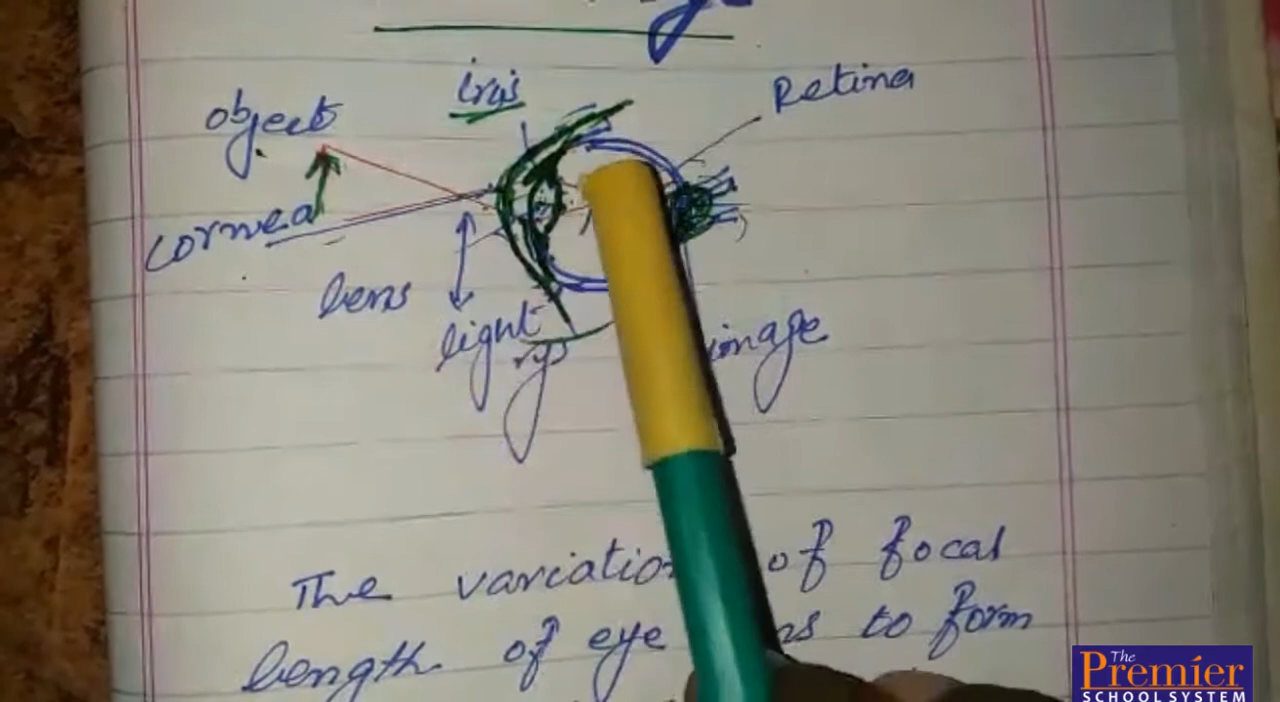 iris
Retina
object
cornea
lens
light
rys
image
The variation of focal
length of eye to form
The
Premier
SCHOOL SYSTEM